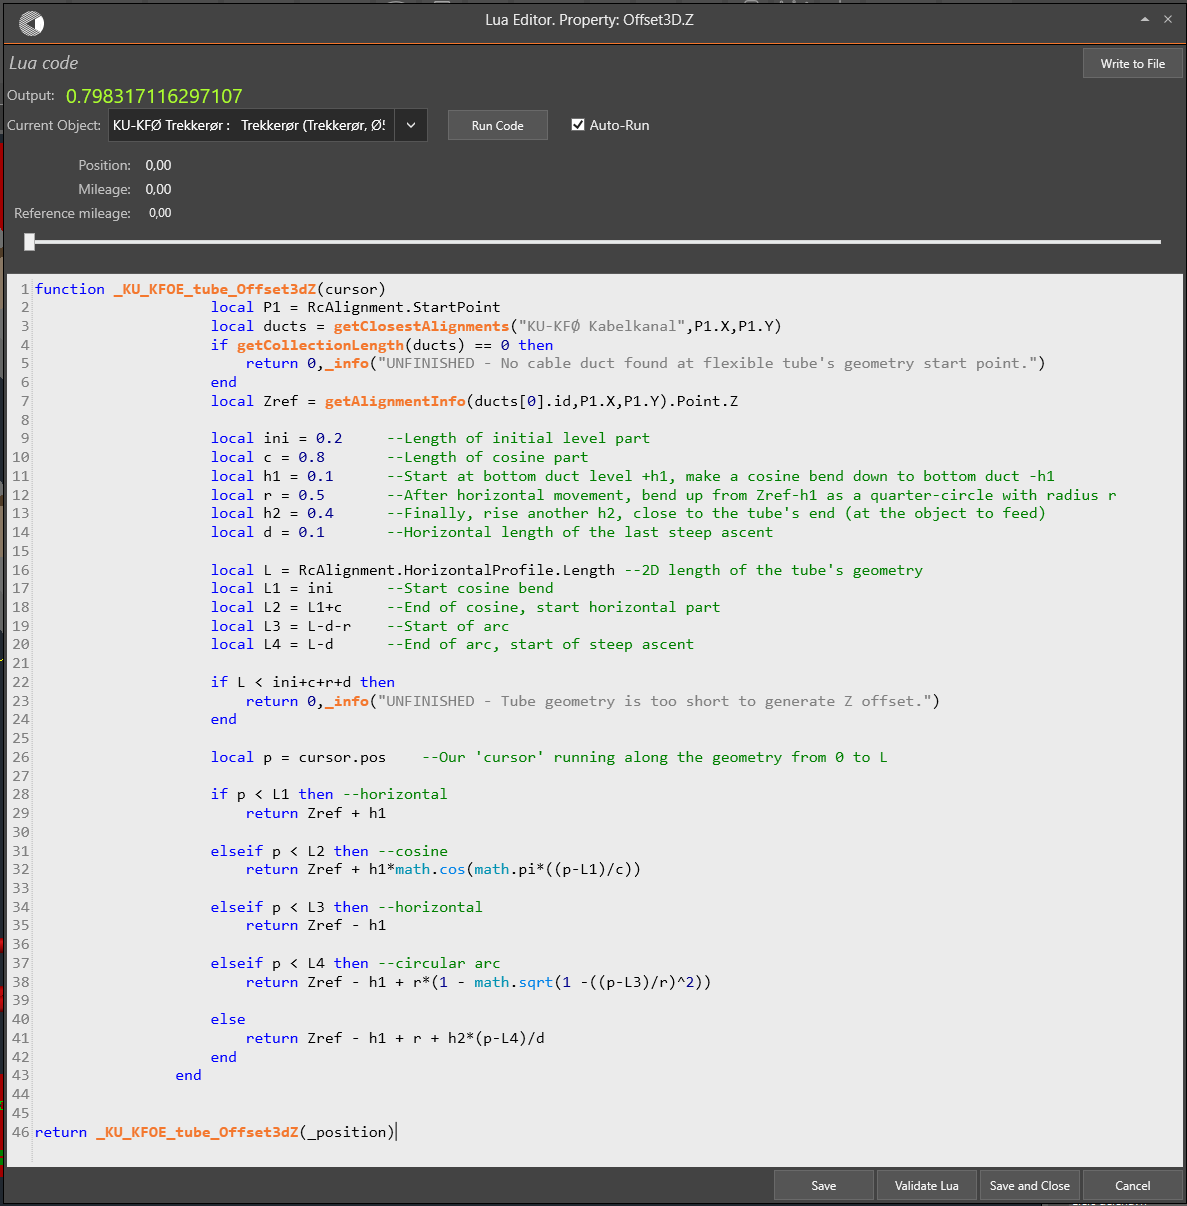 Lua Editor. Property: Offset3D.Z
Lua code
Write to File
Output: 0.798317116297107
Current Object: KU-KFØ Trekkerør : Trekkerør (Trekkerør, Ø5
Run Code
Auto-Run
Position: 0,00
Mileage: 0,00
Reference mileage: 0,00
1 function _KU_KFOE_tube_Offset3dZ(cursor)
2 local P1 = RcAlignment.StartPoint
3 local ducts = getClosestAlignments("KU-KFØ Kabelkanal",P1.X,P1.Y)
4 if getCollectionLength(ducts) == 0 then
5 return 0,_info("UNFINISHED - No cable duct found at flexible tube's geometry start point.")
6 end
7 local Zref = getAlignmentInfo(ducts[0].id,P1.X,P1.Y).Point.Z
8
9 local ini = 0.2 --Length of initial level part
10 local c = 0.8 --Length of cosine part
11 local h1 = 0.1 --Start at bottom duct level +h1, make a cosine bend down to bottom duct -h1
12 local r = 0.5 --After horizontal movement, bend up from Zref-h1 as a quarter-circle with radius r
13 local h2 = 0.4 --Finally, rise another h2, close to the tube's end (at the object to feed)
14 local d = 0.1 --Horizontal length of the last steep ascent
15
16 local L = RcAlignment.HorizontalProfile.Length --2D length of the tube's geometry
17 local L1 = ini --Start cosine bend
18 local L2 = L1+c --End of cosine, start horizontal part
19 local L3 = L-d-r --Start of arc
20 local L4 = L-d --End of arc, start of steep ascent
21
22 if L < ini+c+r+d then
23 return 0,_info("UNFINISHED - Tube geometry is too short to generate Z offset.")
24 end
25
26 local p = cursor.pos --Our 'cursor' running along the geometry from 0 to L
27
28 if p < L1 then --horizontal
29 return Zref + h1
30
31 elseif p < L2 then --cosine
32 return Zref + h1*math.cos(math.pi*((p-L1)/c))
33
34 elseif p < L3 then --horizontal
35 return Zref - h1
36
37 elseif p < L4 then --circular arc
38 return Zref - h1 + r*(1 - math.sqrt(1 -((p-L3)/r)^2))
39
40 else
41 return Zref - h1 + r + h2*(p-L4)/d
42 end
43 end
44
45
46 return _KU_KFOE_tube_Offset3dZ(_position)
Save
Validate Lua
Save and Close
Cancel